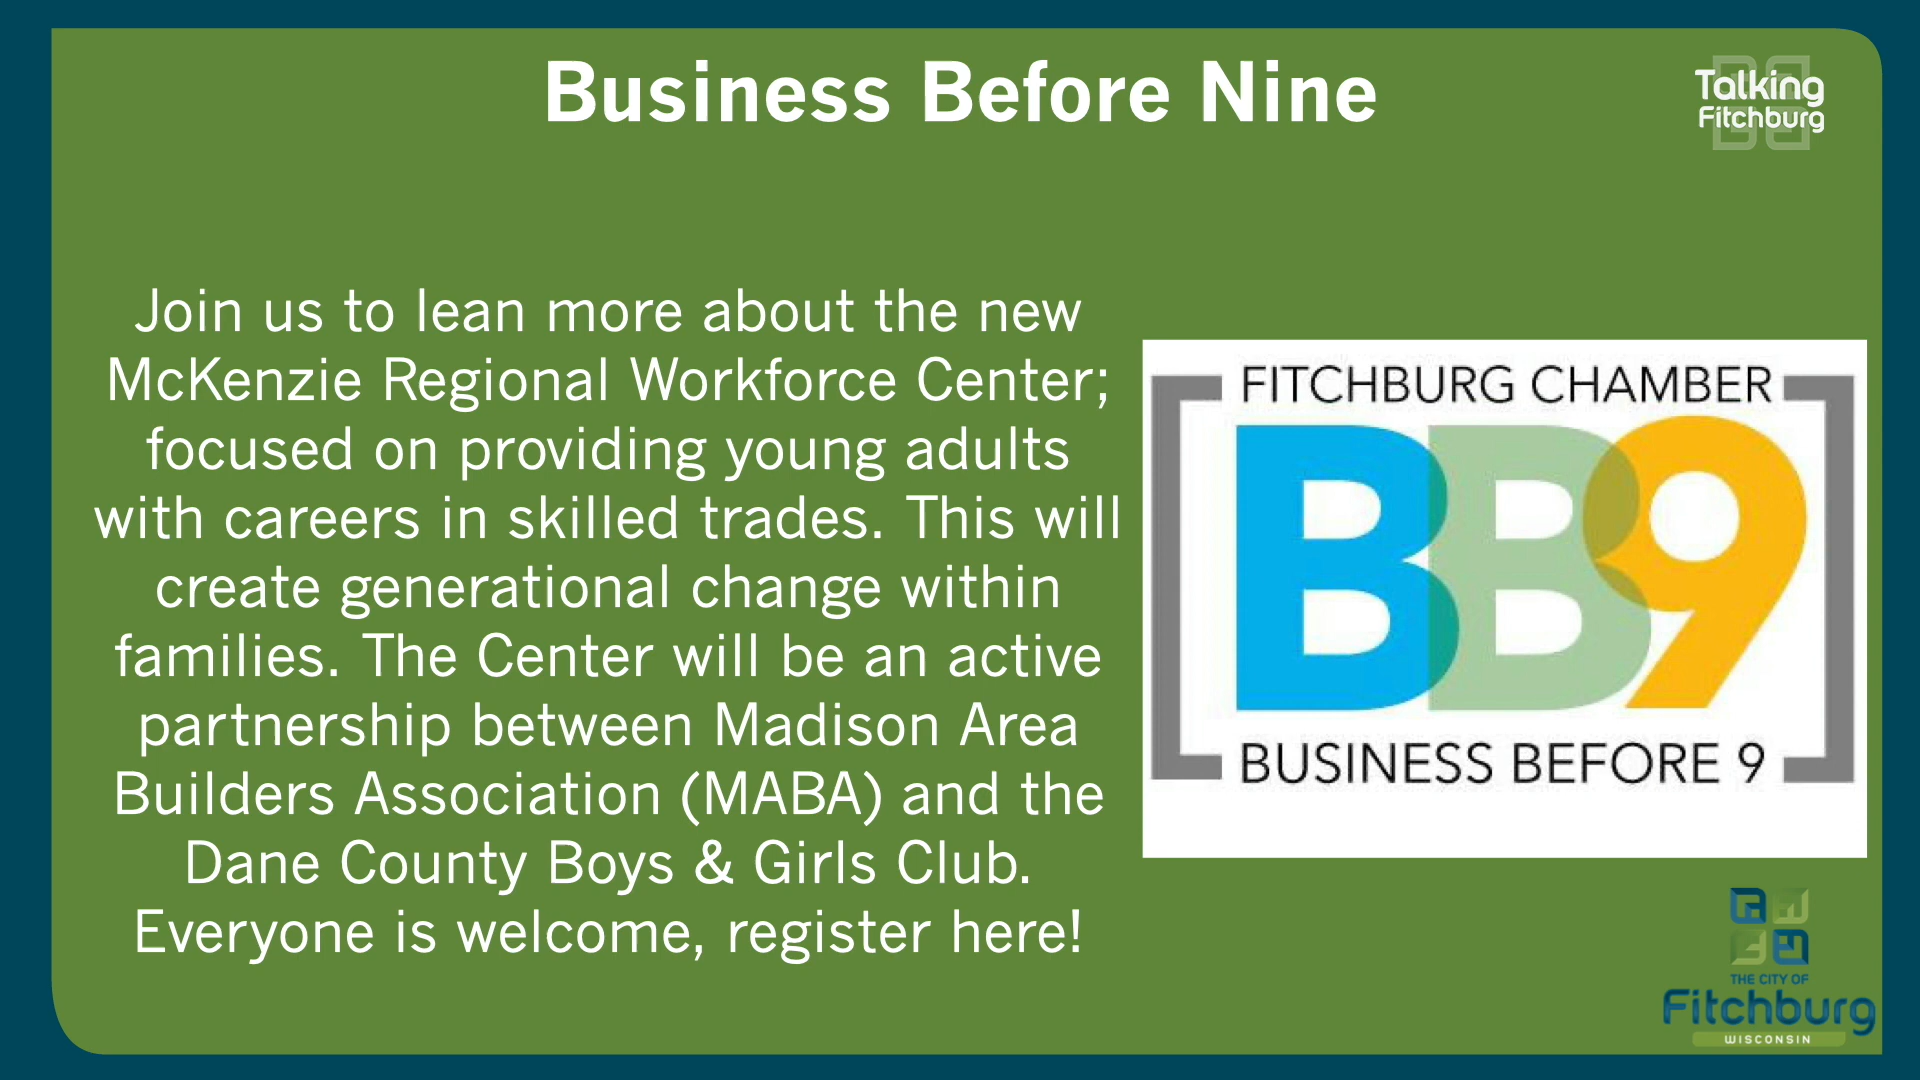 Business Before Nine
Talking
Fitchburg
Join us to lean more about the new
McKenzie Regional Workforce Center;
focused on providing young adults
with careers in skilled trades. This will
create generational change within
families. The Center will be an active
partnership between Madison Area
Builders Association (MABA) and the
Dane County Boys & Girls Club.
Everyone is welcome, register here!
FITCHBURG CHAMBER
BB9
BUSINESS BEFORE 9
THE CITY OF
Fitchburg
WISCONSIN